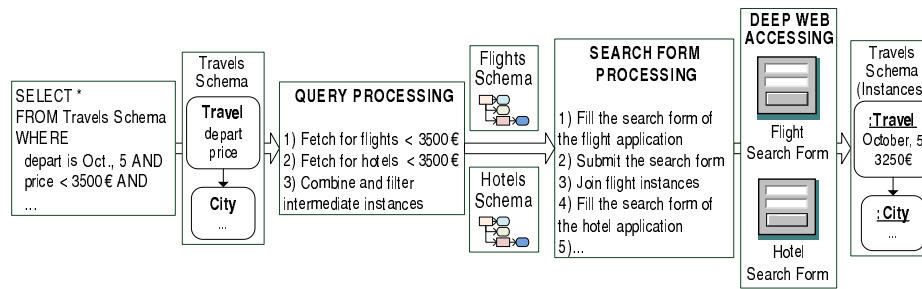 SELECT *
FROM Travels Schema
WHERE
depart is Oct., 5 AND
price < 3500€ AND
...
Travels
Schema
Travel
depart
price
City
...
QUERY PROCESSING
1) Fetch for flights < 3500€
2) Fetch for hotels < 3500€
3) Combine and filter
intermediate instances
Flights
Schema
Hotels
Schema
SEARCH FORM
PROCESSING
1) Fill the search form of
the flight application
2) Submit the search form
3) Join flight instances
4) Fill the search form of
the hotel application
5)...
DEEP WEB
ACCESSING
Flight
Search Form
Hotel
Search Form
Travels
Schema
(Instances
:Travel
October, 5
3250€
:City
...